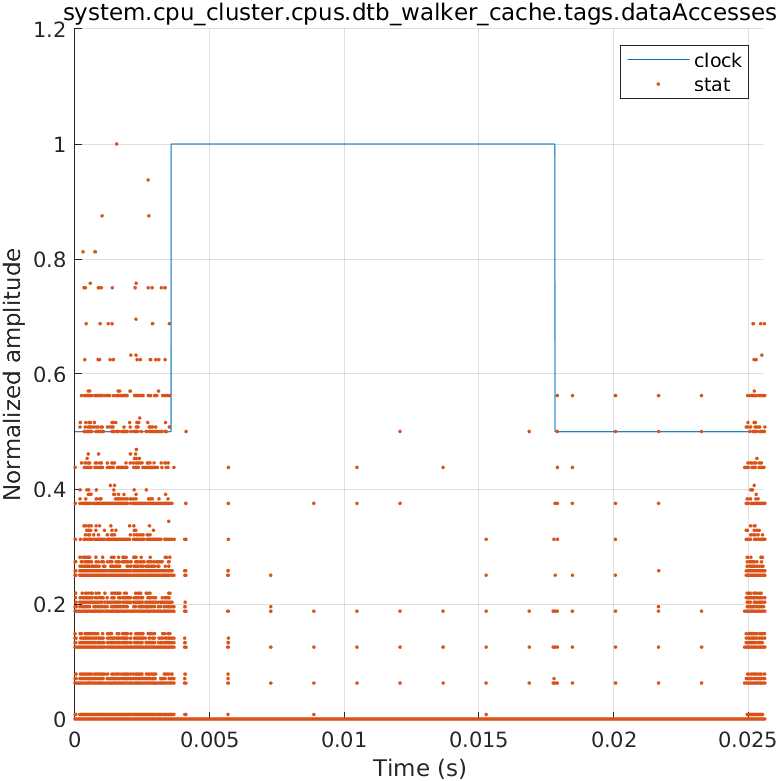 system.cpu_cluster.cpus.dtb_walker_cache.tags.dataAccesses
1.2
1
0.8
0.6
0.4
0.2
0
Normalized amplitude
clock
stat
0 0.005 0.01 0.015 0.02 0.025
Time (s)